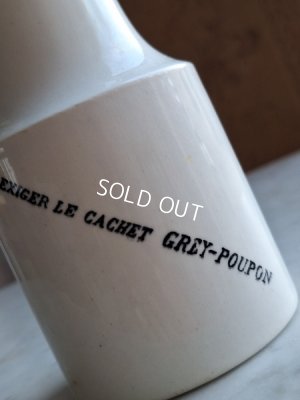 SOLD OUT
EXIGER LE CACHET GREY-POUPON